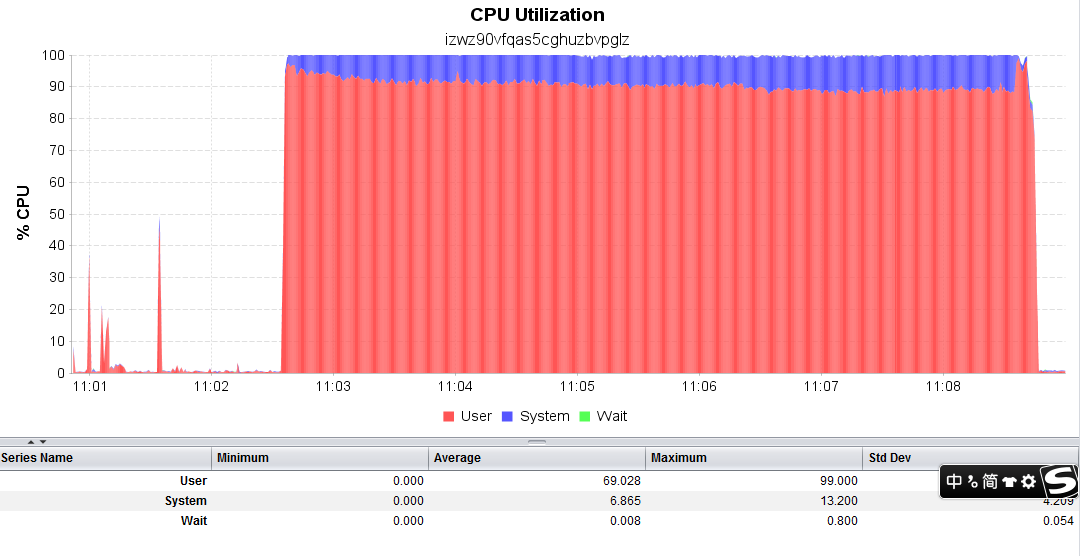 CPU Utilization
izwz90vfqas5cghuzbvpglz
% CPU
100
90
80
70
60
50
40
30
20
10
0
11:01 11:02 11:03 11:04 11:05 11:06 11:07 11:08
User System Wait
Series Name Minimum Average Maximum Std Dev
User 0.000 69.028 99.000
System 0.000 6.865 13.200 4.209
Wait 0.000 0.008 0.800 0.054
中 简 S